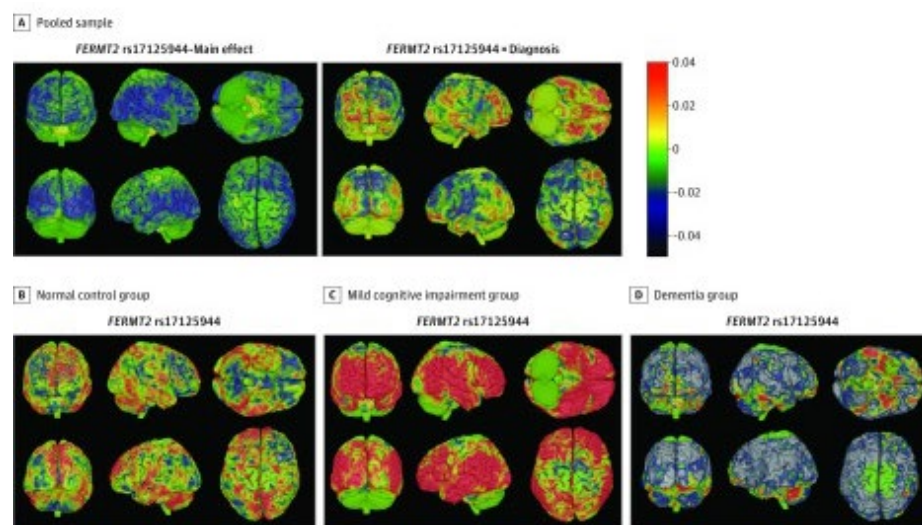 A Pooled sample
FERMT2 rs17125944–Main effect
FERMT2 rs17125944 • Diagnosis
0.04
0.02
0
-0.02
-0.04
B Normal control group
C Mild cognitive impairment group
D Dementia group
FERMT2 rs17125944
FERMT2 rs17125944
FERMT2 rs17125944